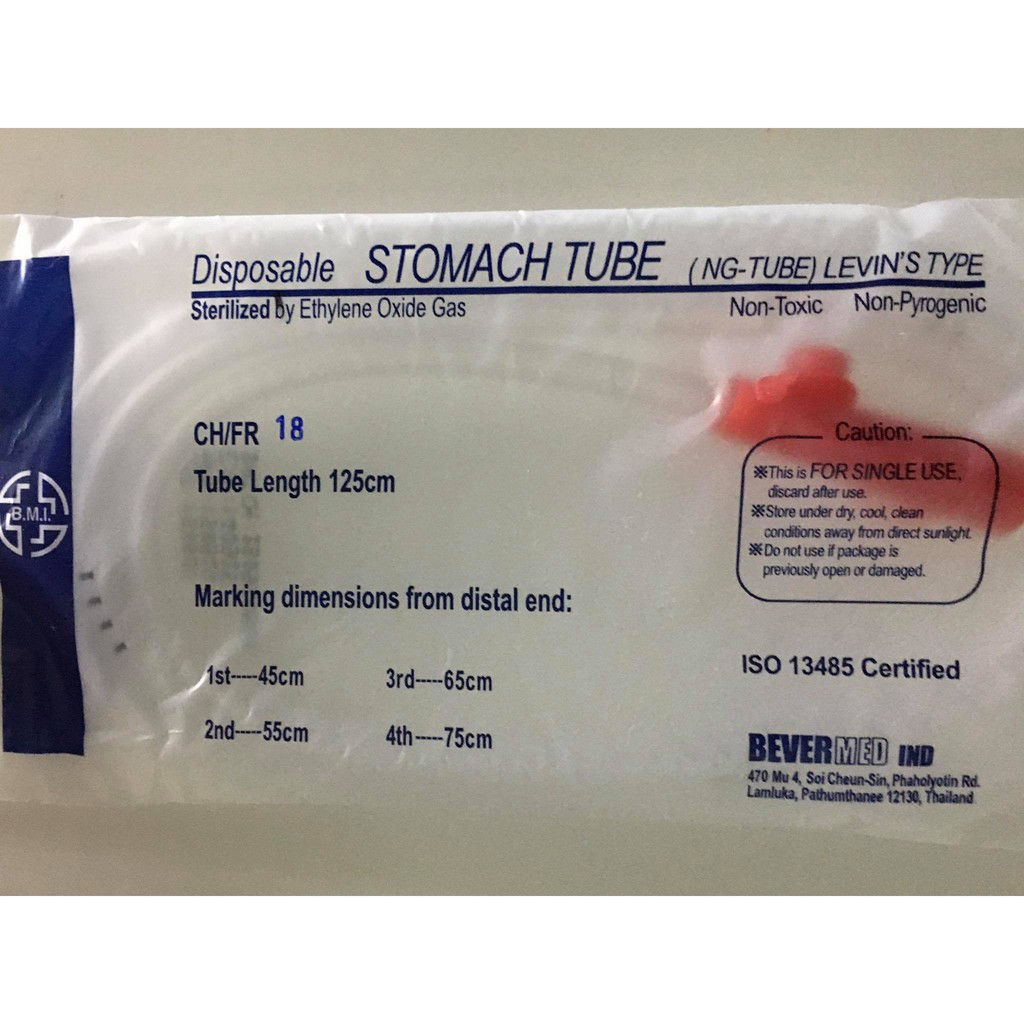 Disposable STOMACH TUBE (NG-TUBE) LEVIN'S TYPE
Sterilized by Ethylene Oxide Gas Non-Toxic Non-Pyrogenic
CH/FR 18
Tube Length 125cm
Caution:
※This is FOR SINGLE USE,
discard after use.
※Store under dry, cool, clean
conditions away from direct sunlight.
※Do not use if package is
previously open or damaged.
B.M.I.
Marking dimensions from distal end:
1st-----45cm 3rd-----65cm
2nd-----55cm 4th-----75cm
ISO 13485 Certified
BEVERMED IND
470 Mu 4, Soi Cheun-Sin, Phaholyotin Rd.
Lamluka, Pathumthanee 12130, Thailand